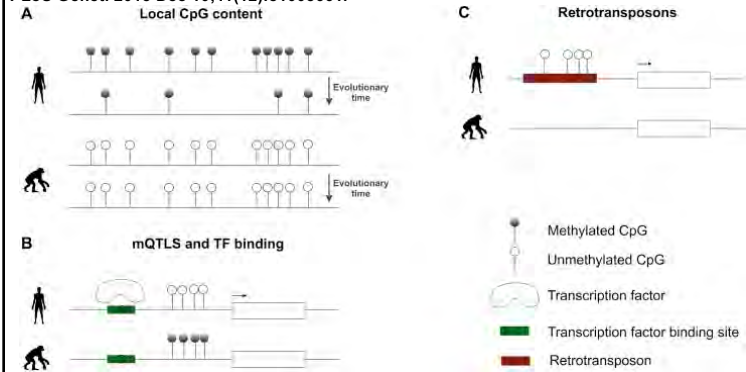 A
Local CpG content
Evolutionary
time
Evolutionary
time
B
mQTLS and TF binding
C
Retrotransposons
Methylated CpG
Unmethylated CpG
Transcription factor
Transcription factor binding site
Retrotransposon